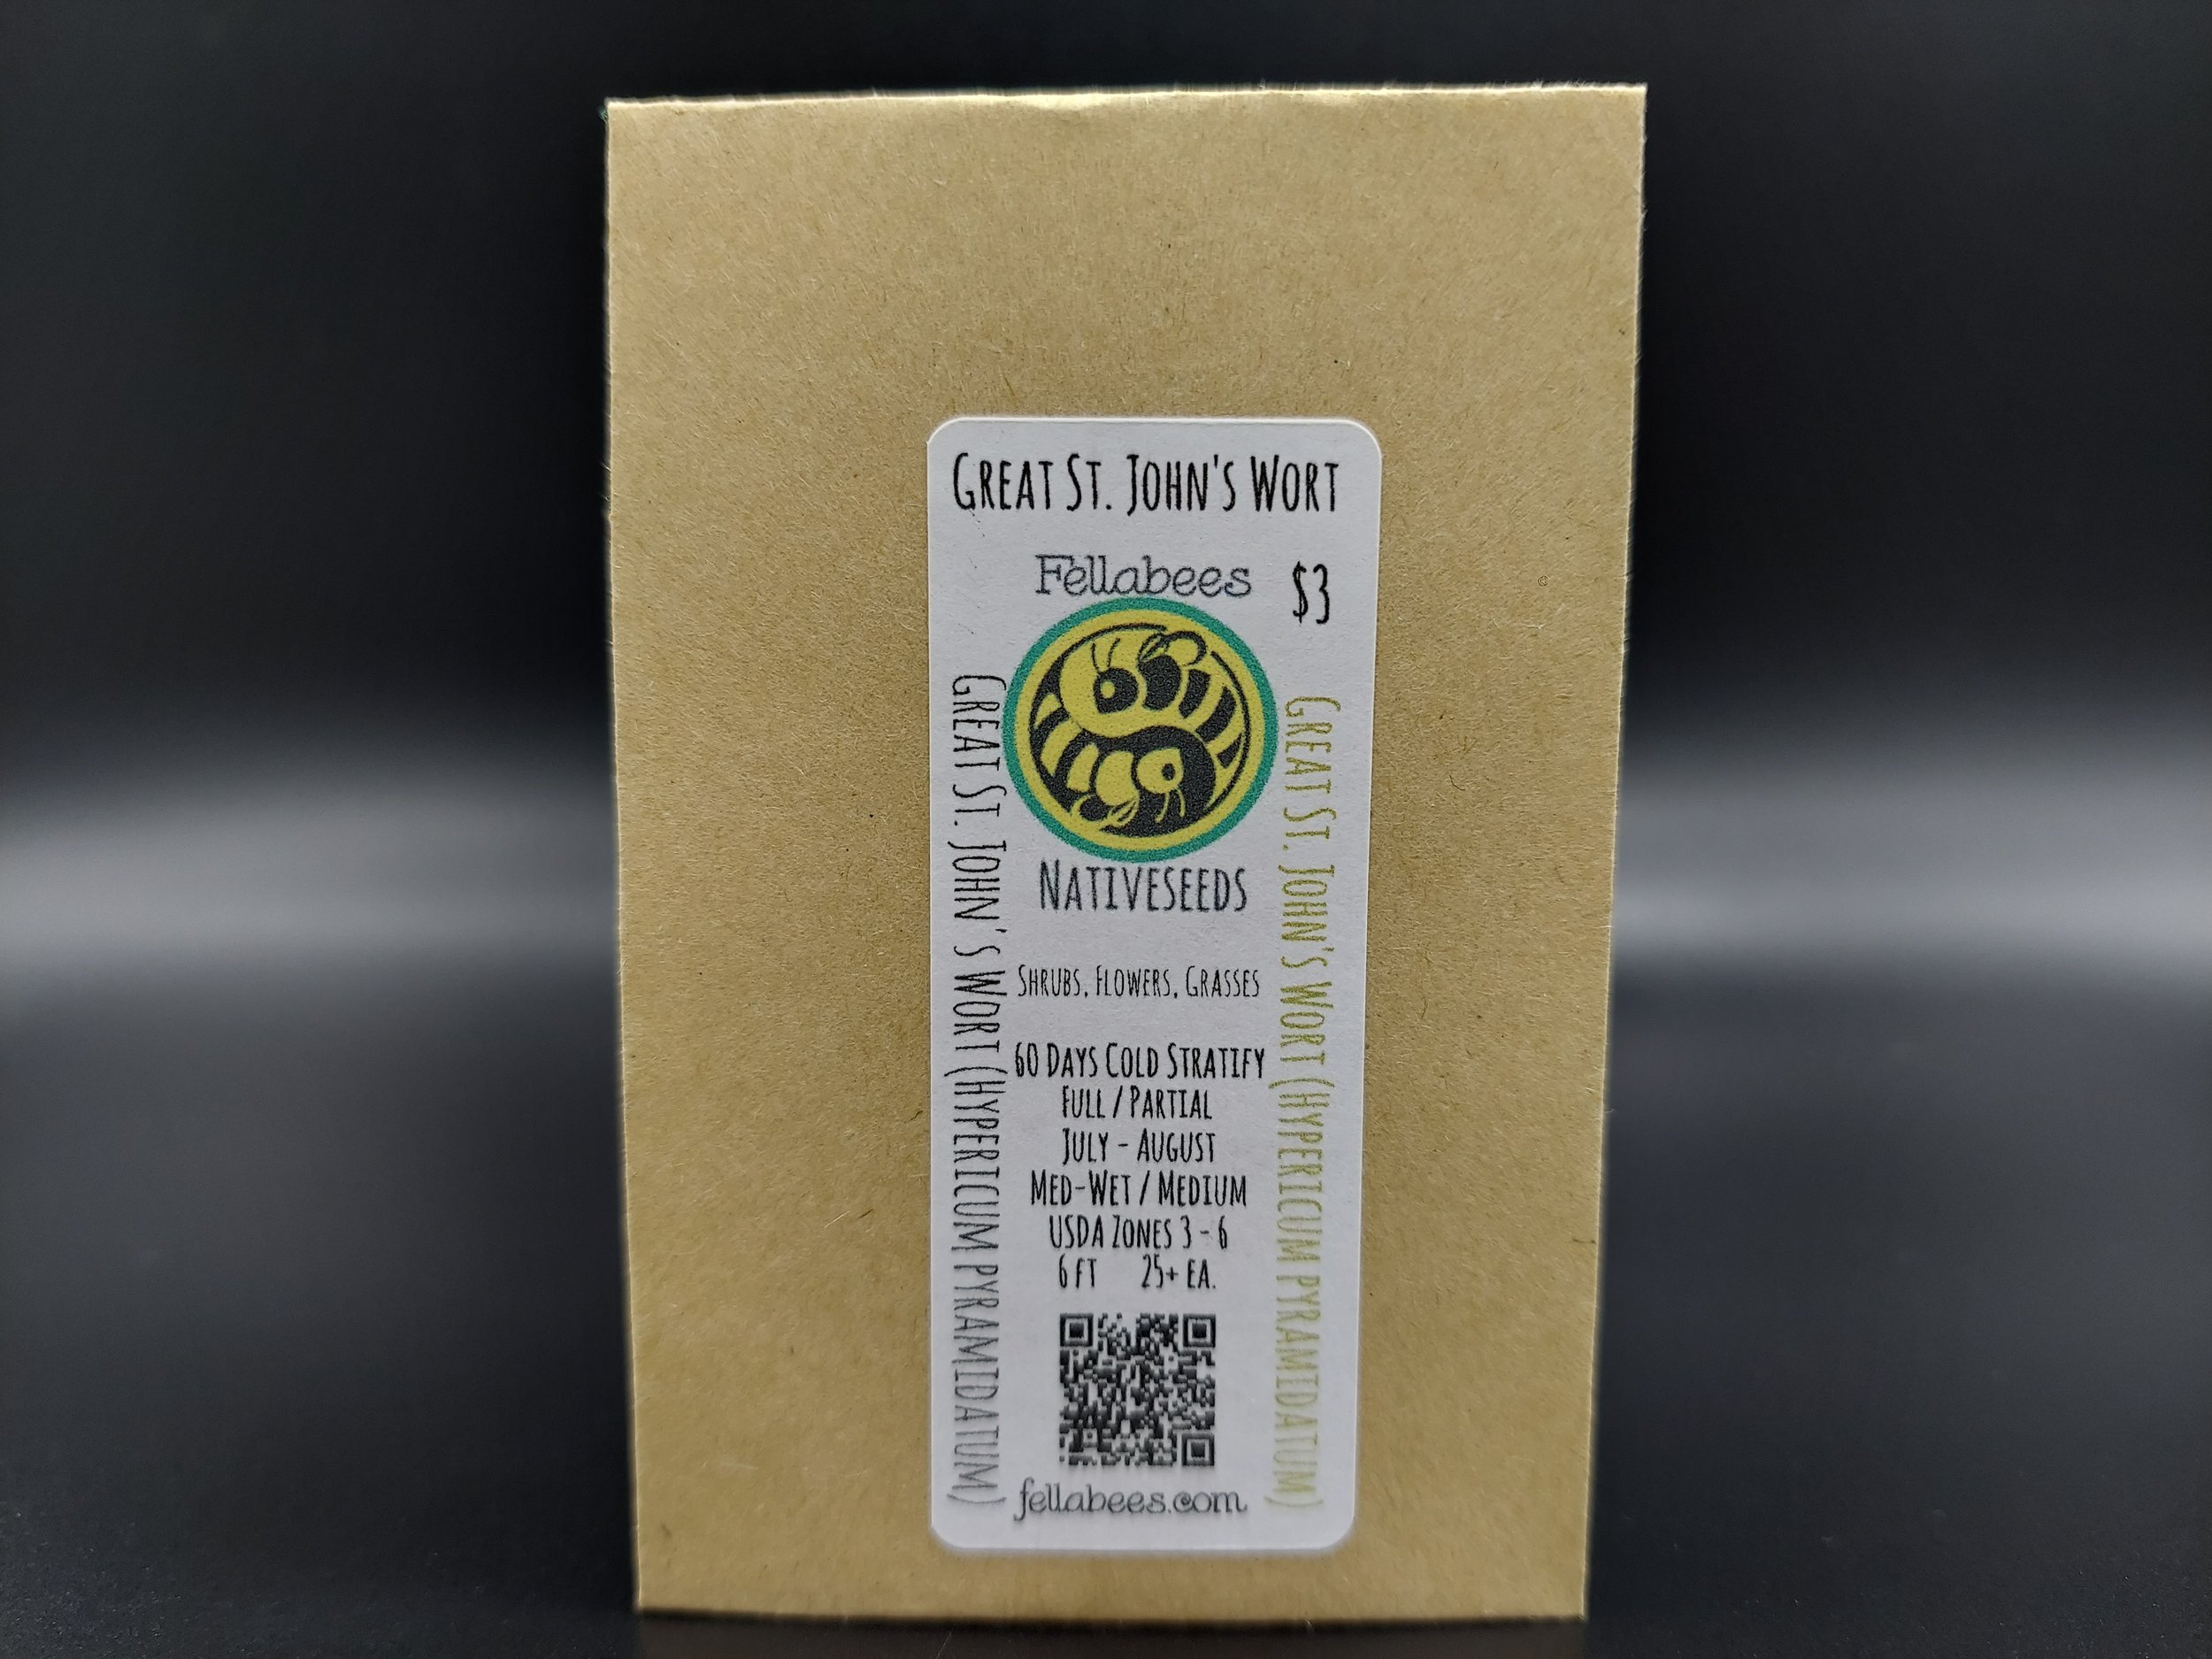 GREAT ST. JOHN'S WORT
Fellabees
$3
GREAT ST. JOHN'S WORT (HYPERICUM PYRAMIDATUM)
GREAT ST. JOHN'S WORT (HYPERICUM PYRAMIDATUM)
NATIVESEEDS
SHRUBS, FLOWERS, GRASSES
60 DAYS COLD STRATIFY
FULL / PARTIAL
JULY - AUGUST
MED-WET / MEDIUM
USDA ZONES 3 - 6
6 FT 25+ EA.
fellabees.com